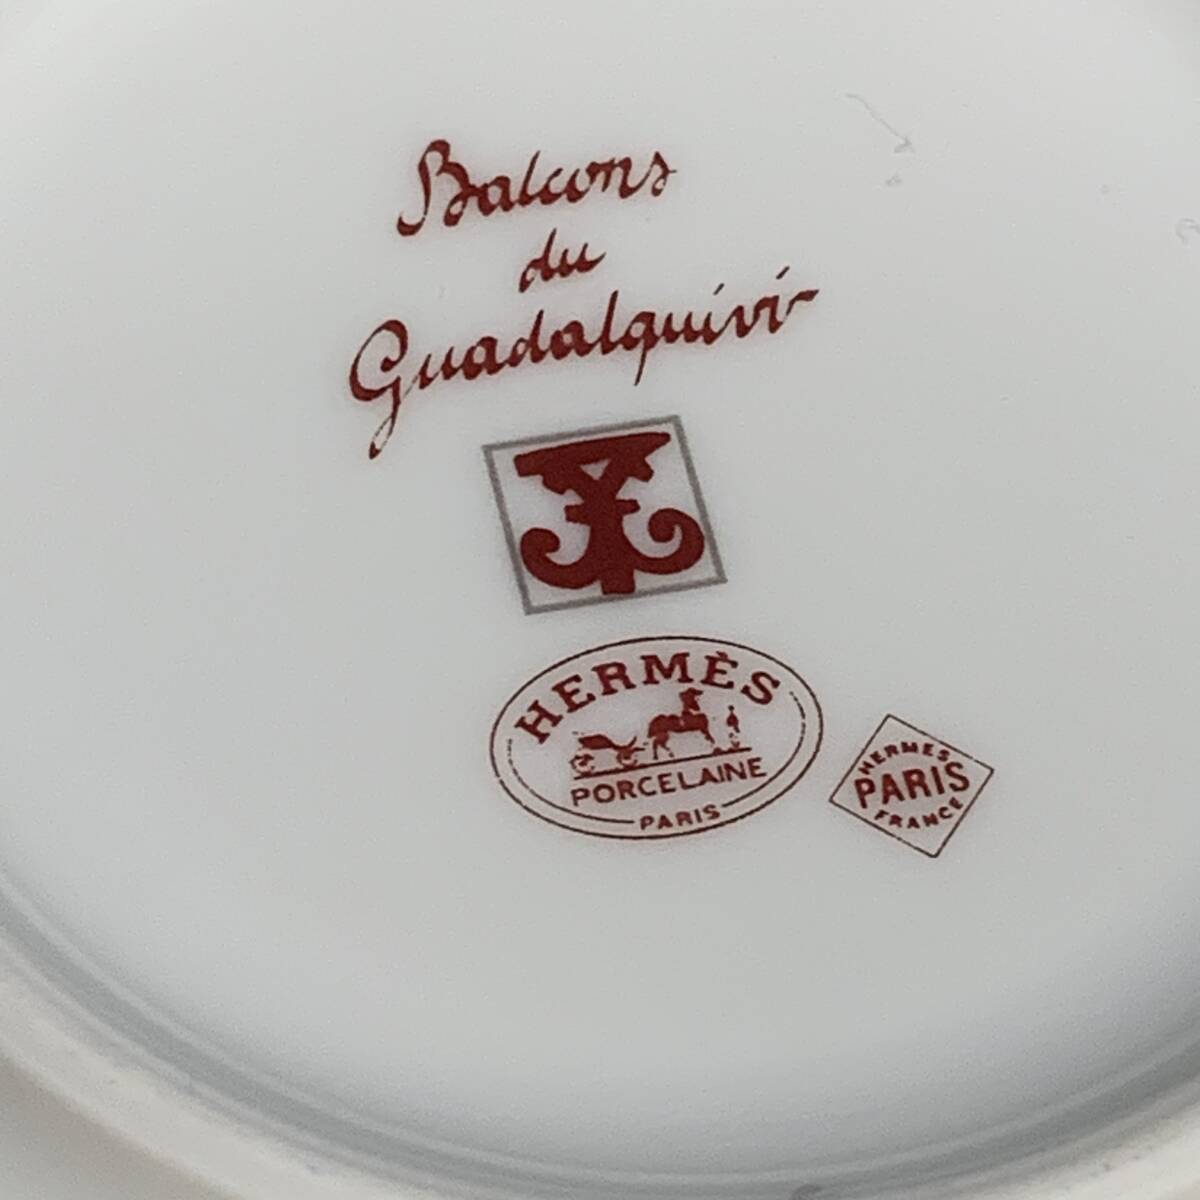 Balcons
du
Guadalquivir
HERMÈS
PORCELAINE
PARIS
HERMES
PARIS
FRANCE